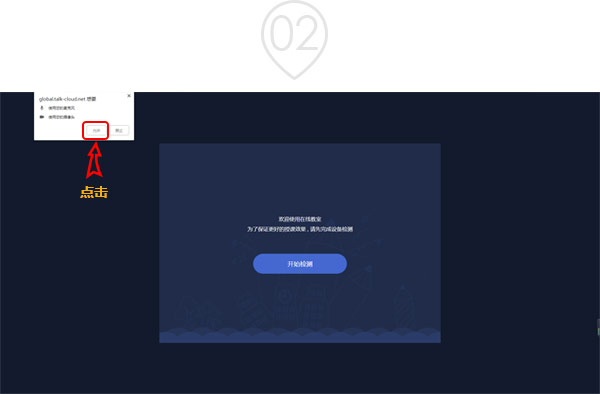 02
global.talk-cloud.net 想要
使用您的麦克风
使用您的摄像头
允许
禁止
点击
欢迎使用在线教室
为了保证更好的授课效果，请先完成设备检测
开始检测